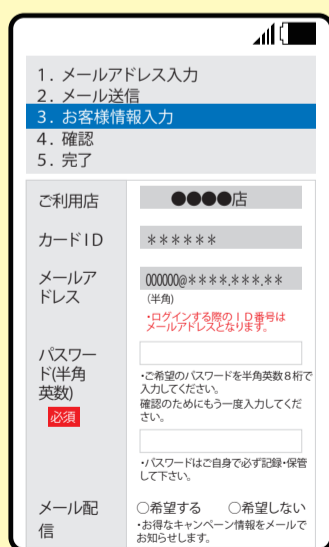 1. メールアドレス入力
2. メール送信
3. お客様情報入力
4. 確認
5. 完了
ご利用店
●●●●店
カードID
******
メールア
ドレス
000000@****.***.**
(半角)
・ログインする際のID番号は
メールアドレスとなります。
パスワー
ド(半角
英数)
必須
・ご希望のパスワードを半角英数8桁で
入力してください。
確認のためにもう一度入力してくだ
さい。
・パスワードはご自身で必ず記録・保管
して下さい。
メール配
信
○希望する ○希望しない
・お得なキャンペーン情報をメールで
お知らせします。